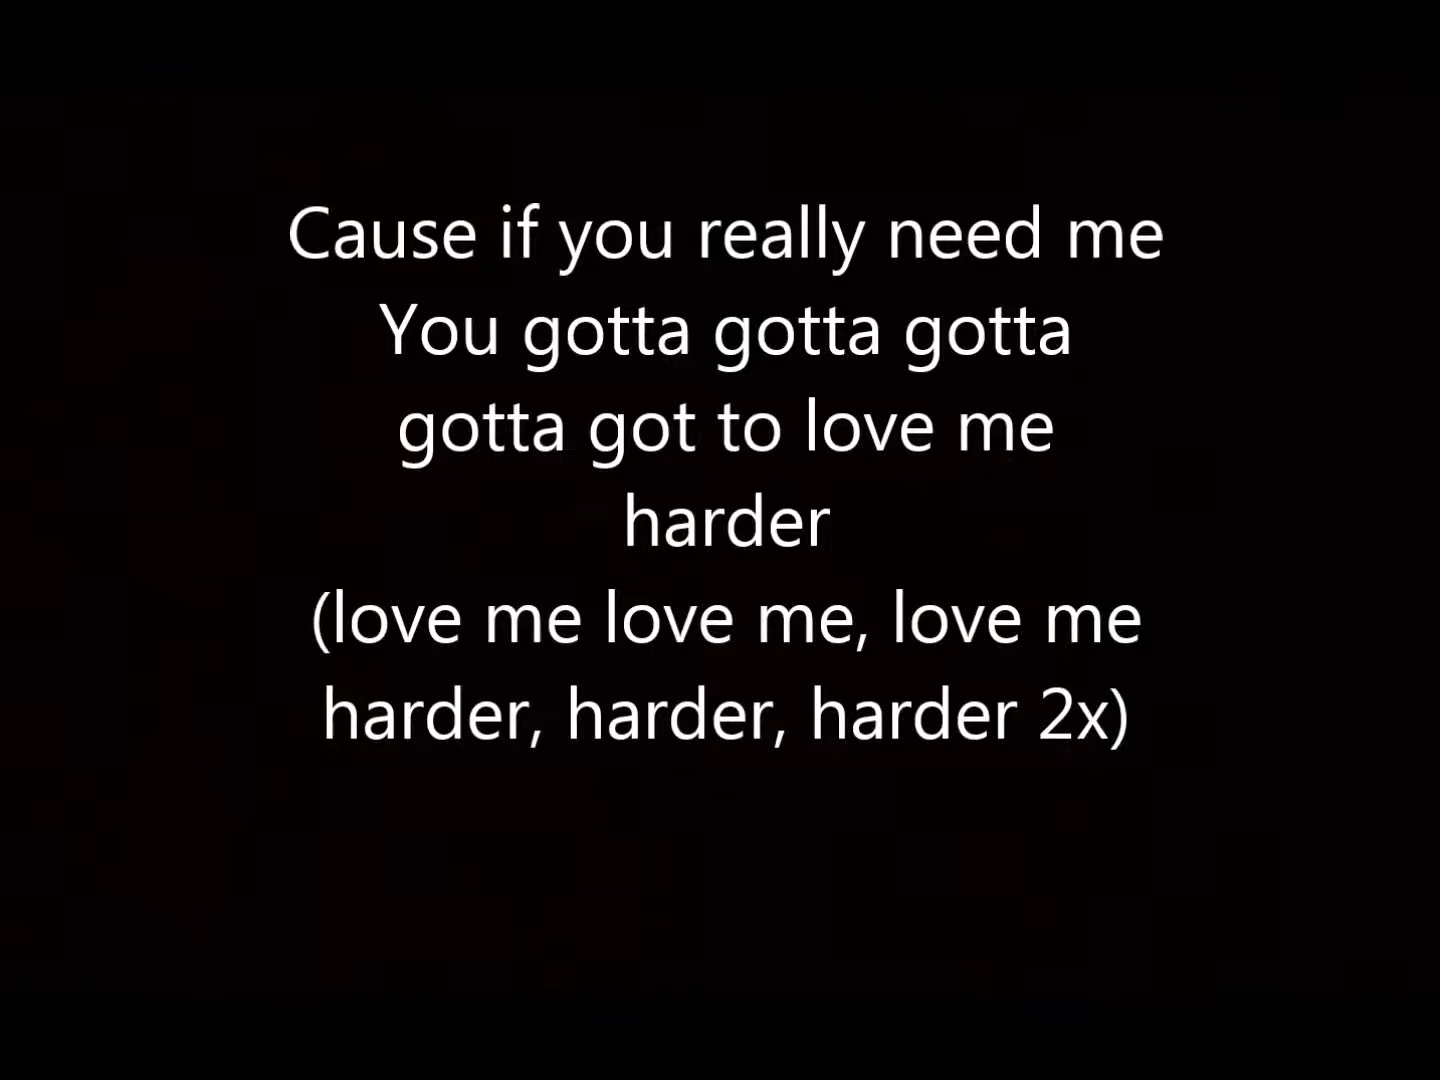 Cause if you really need me
You gotta gotta gotta
gotta got to love me
harder
(love me love me, love me
harder, harder, harder 2x)